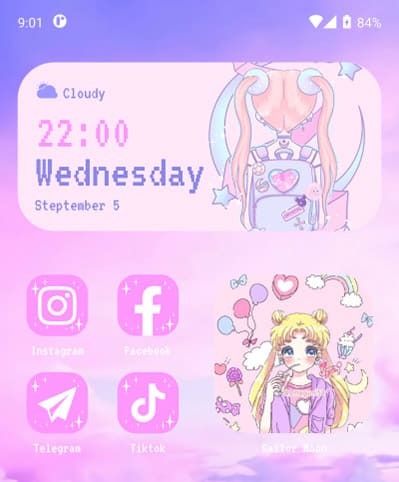 9:01
84%
Cloudy
22:00
Wednesday
Steptember 5
Instagram
Facebook
Telegram
Tiktok
Sailor Moon